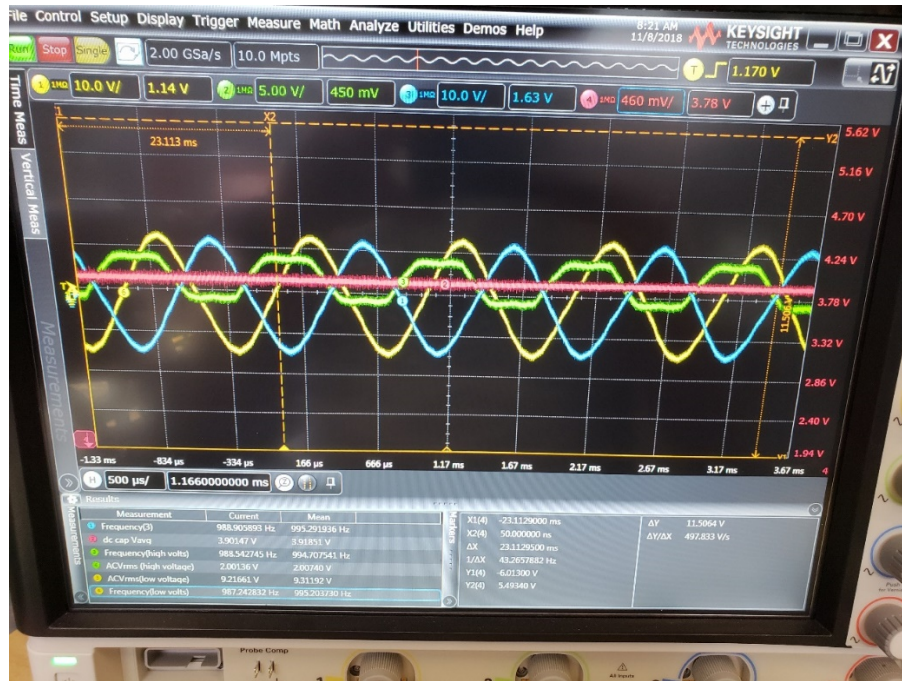 File Control Setup Display Trigger Measure Math Analyze Utilities Demos Help
8:21 AM
11/8/2018
KEYSIGHT
TECHNOLOGIES
Run Stop Single 2.00 GSa/s 10.0 Mpts T 1.170 V
1 1MΩ 10.0 V/ 1.14 V 2 1MΩ 5.00 V/ 450 mV 3 1MΩ 10.0 V/ 1.63 V 4 1MΩ 460 mV/ 3.78 V
Time Meas
Vertical Meas
Measurements
X2
23.113 ms
Y2
5.62 V
5.16 V
4.70 V
4.24 V
3.78 V
3.32 V
2.86 V
2.40 V
1.94 V
-1.33 ms -834 µs -334 µs 166 µs 666 µs 1.17 ms 1.67 ms 2.17 ms 2.67 ms 3.17 ms 3.67 ms 4
H 500 µs/ 1.1660000000 ms
Results
Measurements
Measurement Current Mean
Frequency(3) 988.905893 Hz 995.291936 Hz
dc cap Vavg 3.90147 V 3.91851 V
Frequency(high volts) 988.542745 Hz 994.707541 Hz
ACVrms (high voltage) 2.00136 V 2.00740 V
ACVrms(low voltage) 9.21661 V 9.31192 V
Frequency(low volts) 987.242832 Hz 995.203730 Hz
Markers
X1(4) -23.1129000 ms
X2(4) 50.000000 ns
ΔX 23.1129500 ms
1/ΔX 43.2657882 Hz
Y1(4) -6.01300 V
Y2(4) 5.49340 V
ΔY 11.5064 V
ΔY/ΔX 497.833 V/s
Probe Comp
All Inputs
Push